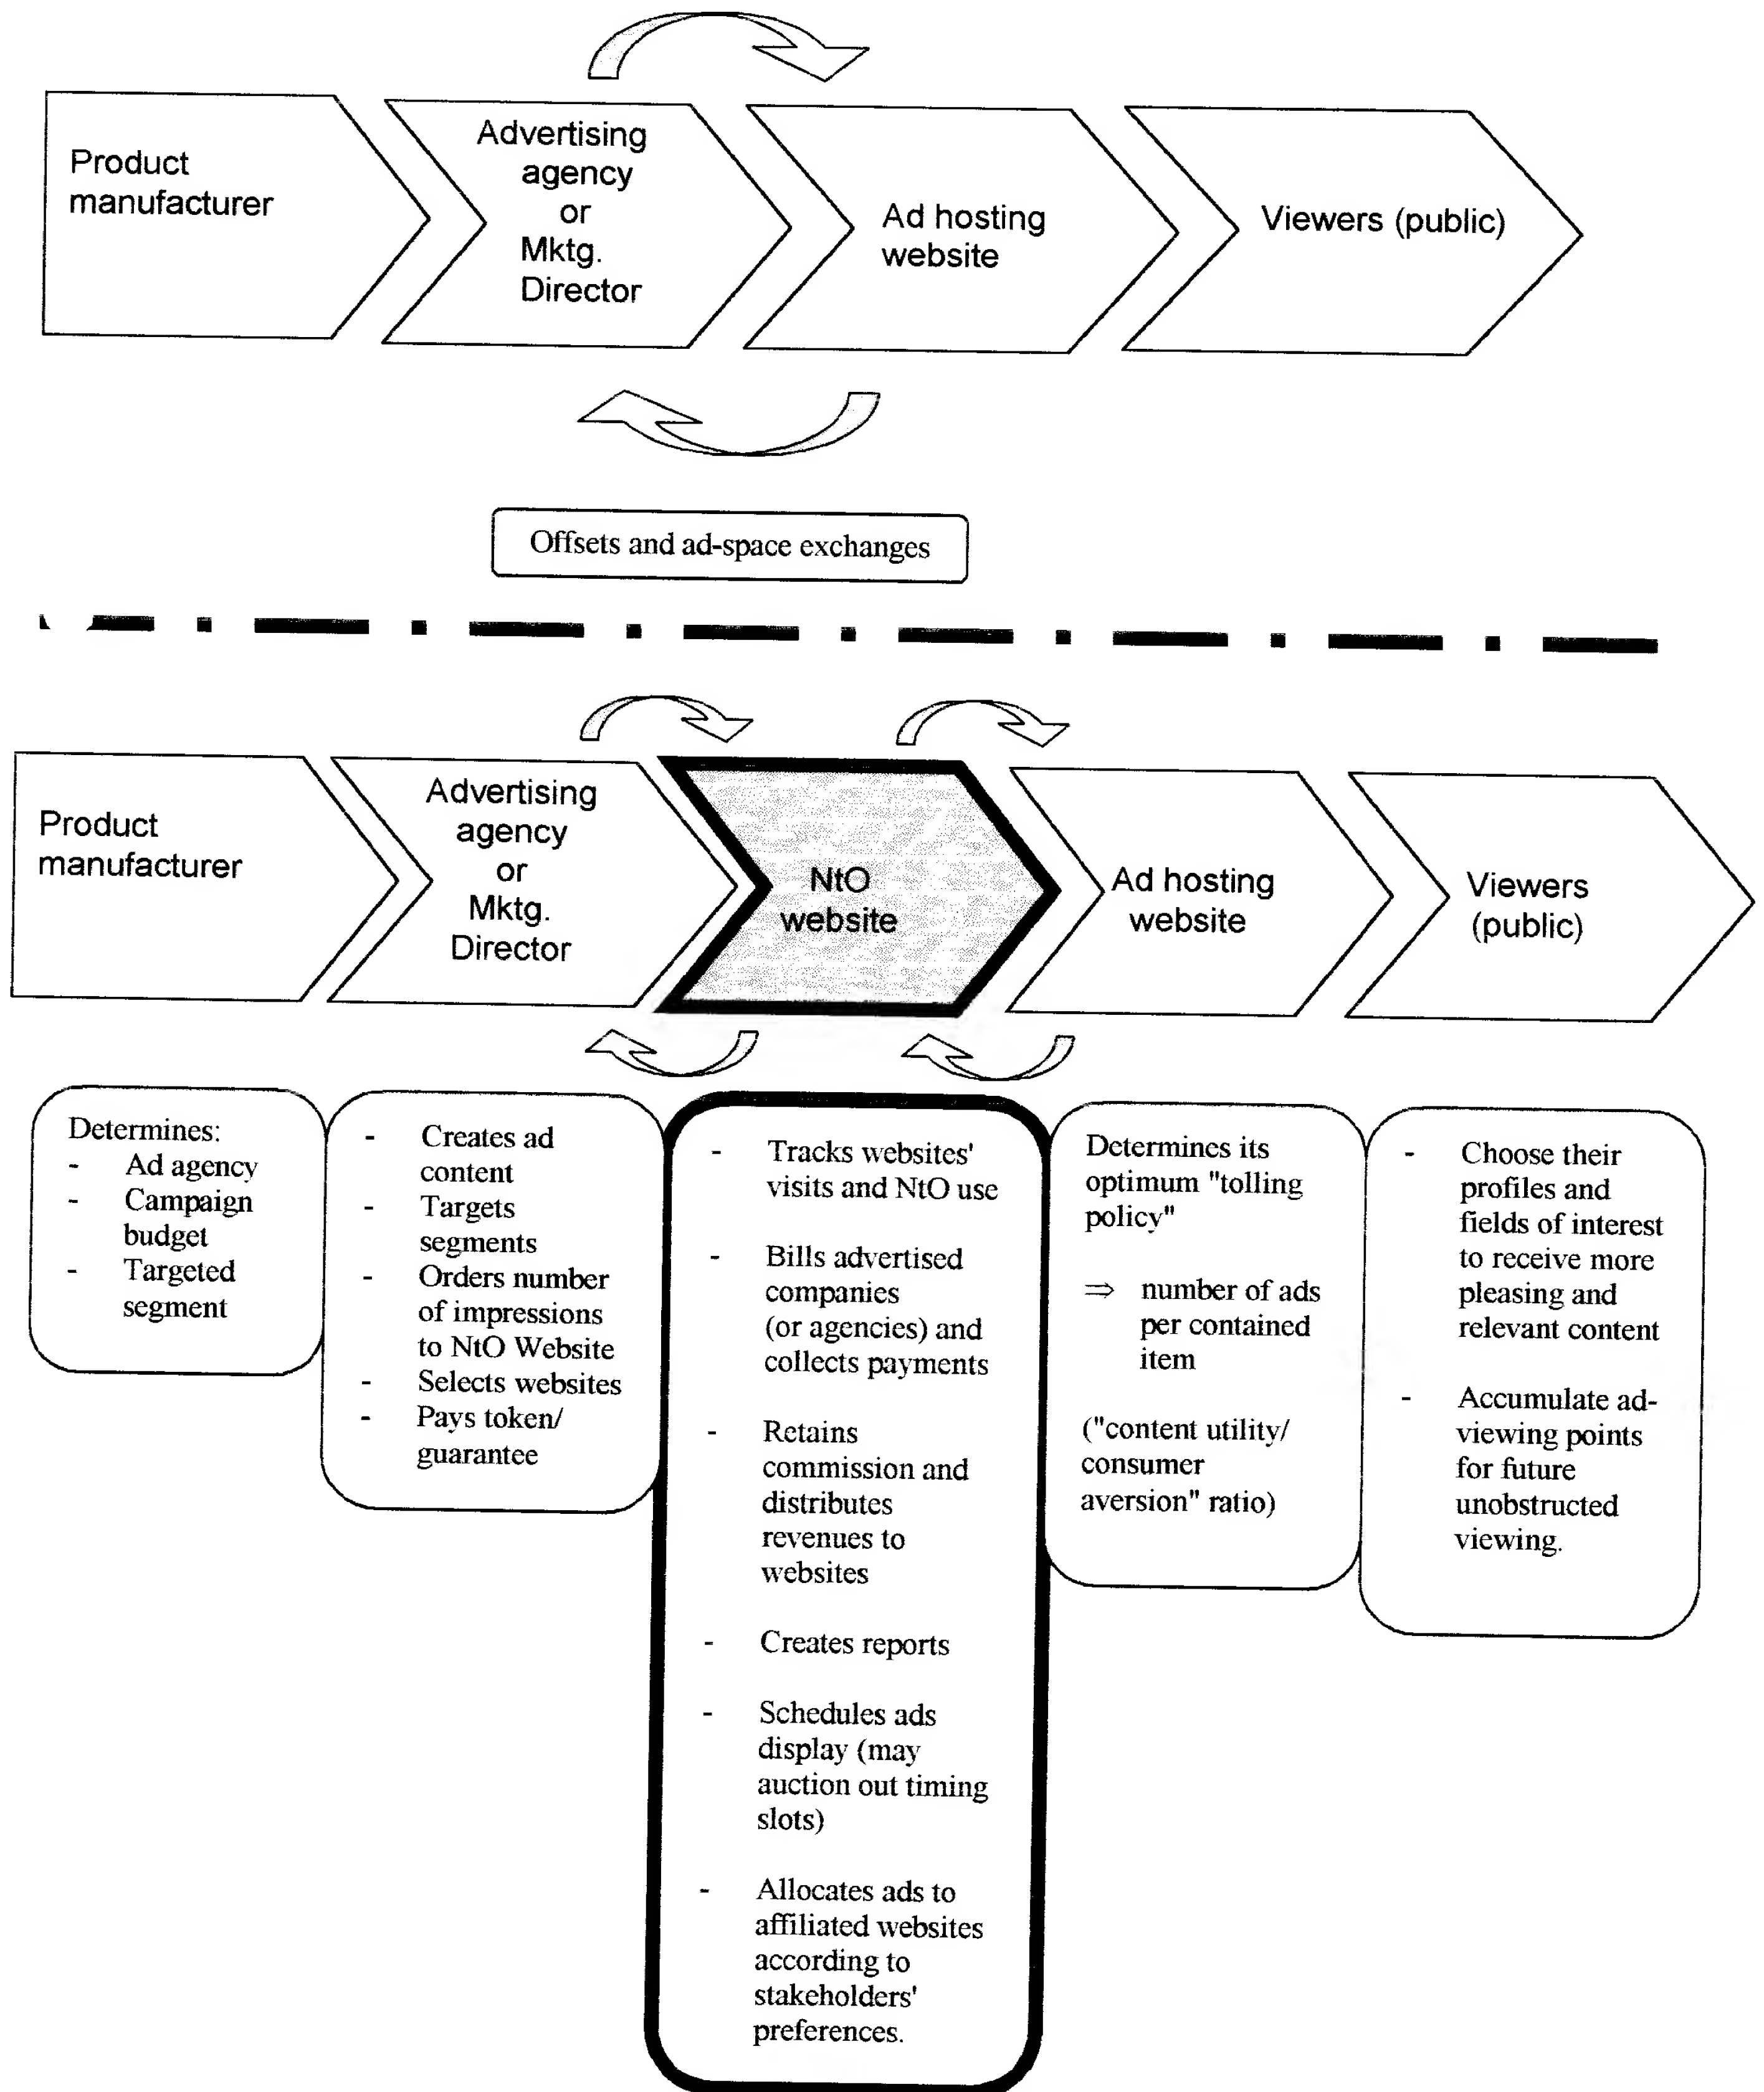 Product
manufacturer
Advertising
agency
or
Mktg.
Director
Ad hosting
website
Viewers (public)
Offsets and ad-space exchanges
Product
manufacturer
Advertising
agency
or
Mktg.
Director
NtO
website
Ad hosting
website
Viewers
(public)
Determines:
- Ad agency
- Campaign
budget
- Targeted
segment
- Creates ad
content
- Targets
segments
- Orders number
of impressions
to NtO Website
- Selects websites
- Pays token/
guarantee
- Tracks websites'
visits and NtO use
- Bills advertised
companies
(or agencies) and
collects payments
- Retains
commission and
distributes
revenues to
websites
- Creates reports
- Schedules ads
display (may
auction out timing
slots)
- Allocates ads to
affiliated websites
according to
stakeholders'
preferences.
Determines its
optimum "tolling
policy"
⇒ number of ads
per contained
item
("content utility/
consumer
aversion" ratio)
- Choose their
profiles and
fields of interest
to receive more
pleasing and
relevant content
- Accumulate ad-
viewing points
for future
unobstructed
viewing.